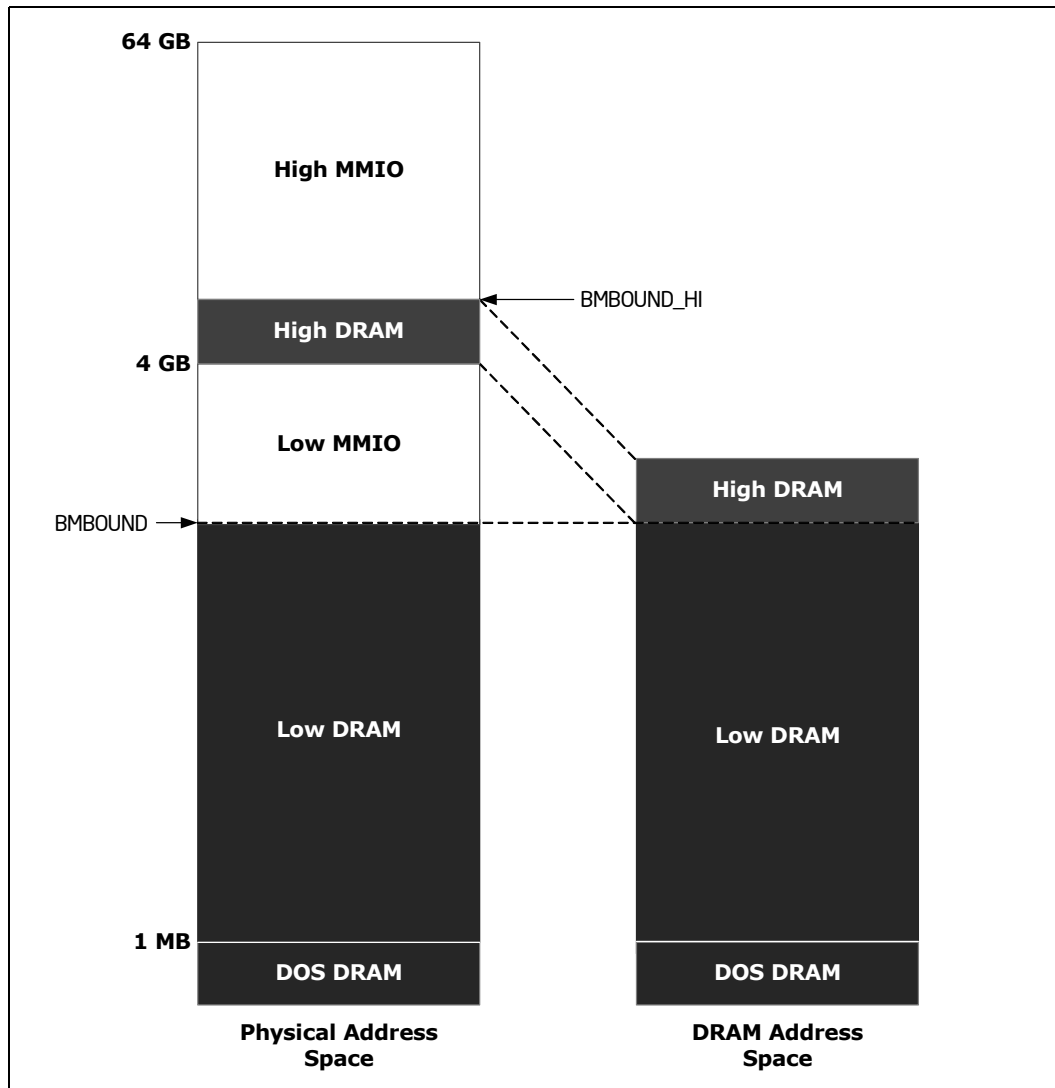 64 GB
High MMIO
BMBOUND_HI
High DRAM
4 GB
Low MMIO
High DRAM
BMBOUND
Low DRAM
Low DRAM
1 MB
DOS DRAM
DOS DRAM
Physical Address
Space
DRAM Address
Space